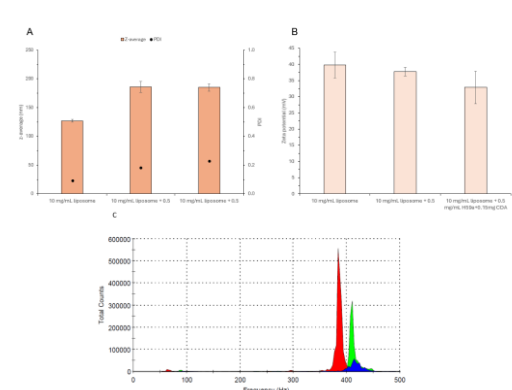 A
Z-average PDI
250
200
150
100
50
0
z-average (nm)
1.0
0.8
0.6
0.4
0.2
0.0
PDI
10 mg/mL liposome
10 mg/mL liposome + 0.5
10 mg/mL liposome + 0.5
B
45
40
35
30
25
20
15
10
5
0
Zeta potential (mV)
10 mg/mL liposome
10 mg/mL liposome + 0.5
10 mg/mL liposome + 0.5
C
600000
500000
400000
300000
200000
100000
0
Total Counts
0 100 200 300 400 500
Frequency (Hz)